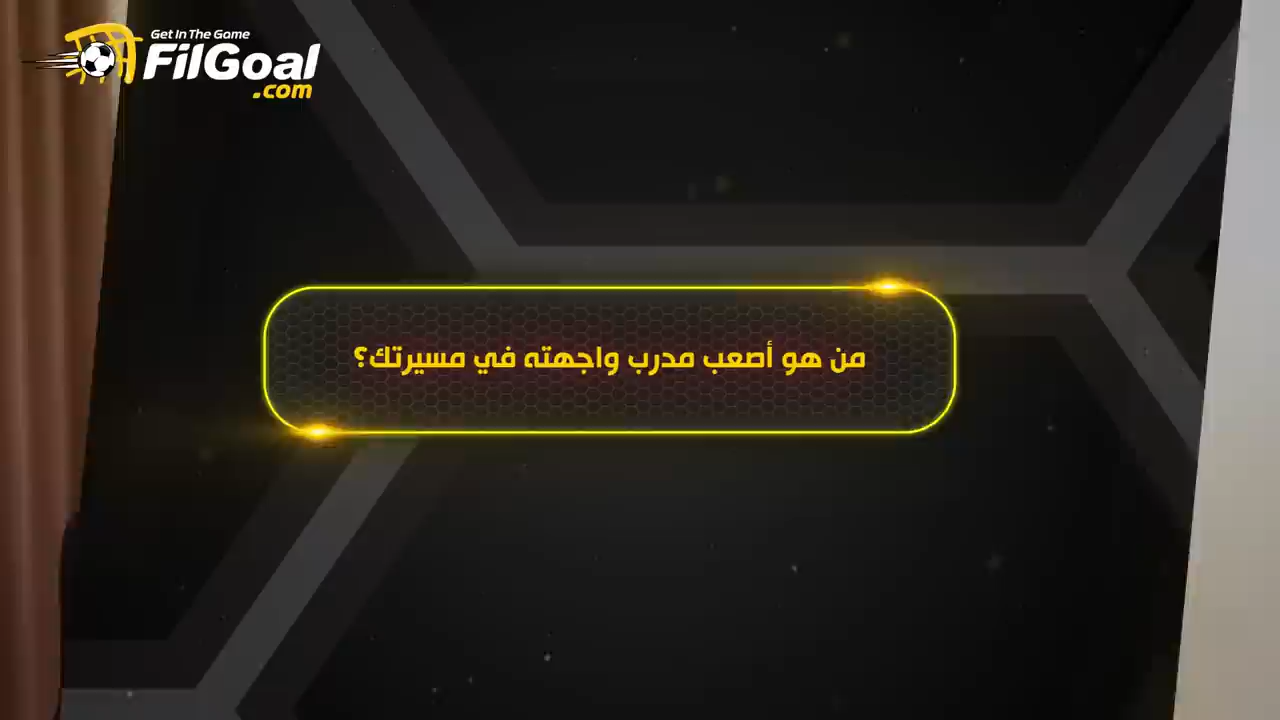 Get In The Game
FilGoal
.com
من هو أصعب مدرب واجهته في مسيرتك؟